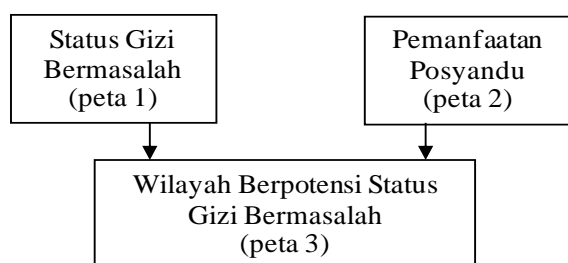 Status Gizi
Bermasalah
(peta 1)
Pemanfaatan
Posyandu
(peta 2)
Wilayah Berpotensi Status
Gizi Bermasalah
(peta 3)